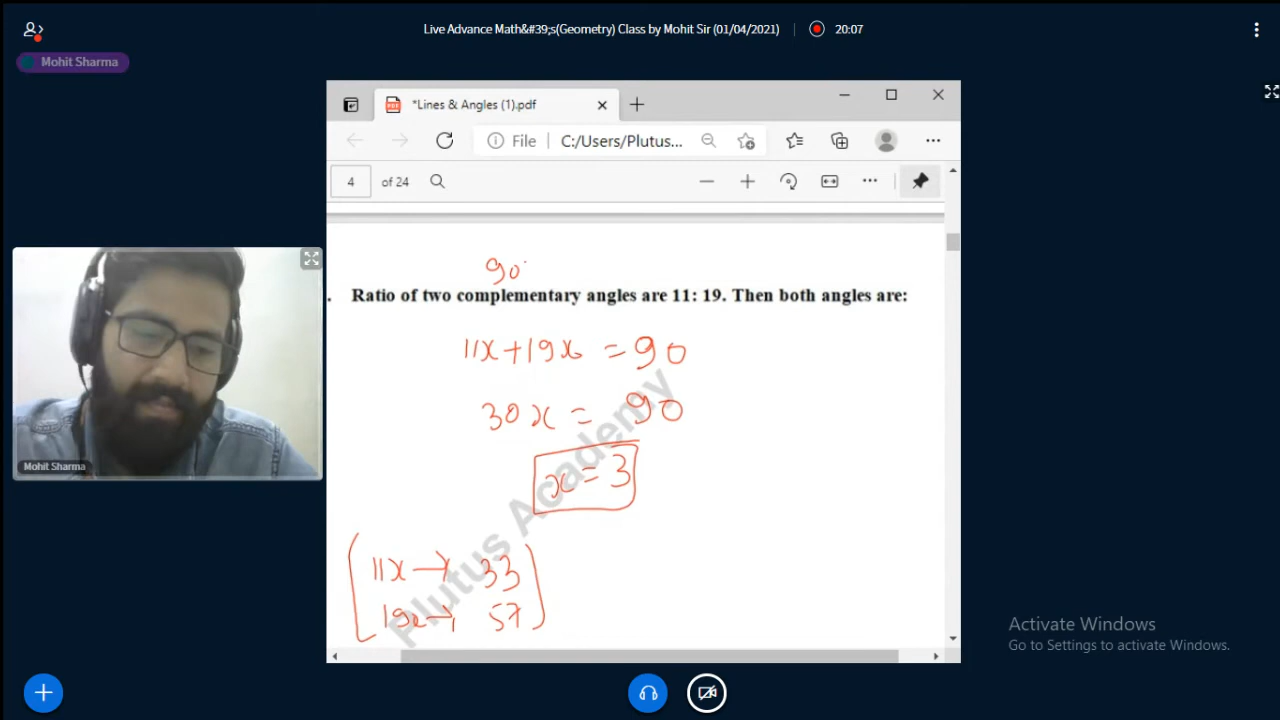 Live Advance Math&#39;s(Geometry) Class by Mohit Sir (01/04/2021) 20:07
Mohit Sharma
*Lines & Angles (1).pdf
File C:/Users/Plutus...
4 of 24
90°
. Ratio of two complementary angles are 11: 19. Then both angles are:
11x+19x = 90
30x = 90
x = 3
11x → 33
19x → 57
Plutus Academy
Mohit Sharma
Activate Windows
Go to Settings to activate Windows.